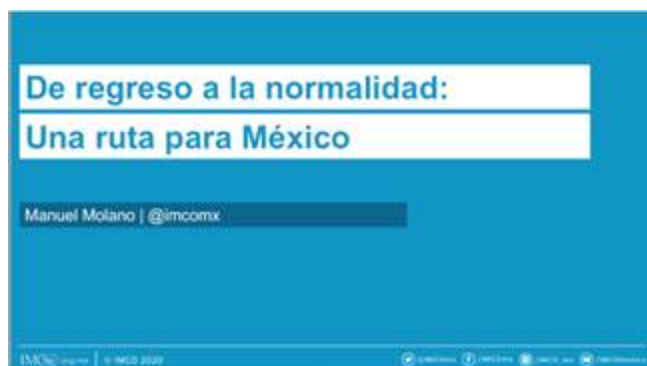 De regreso a la normalidad:
Una ruta para México
Manuel Molano | @imcomx
© IMCO 2020